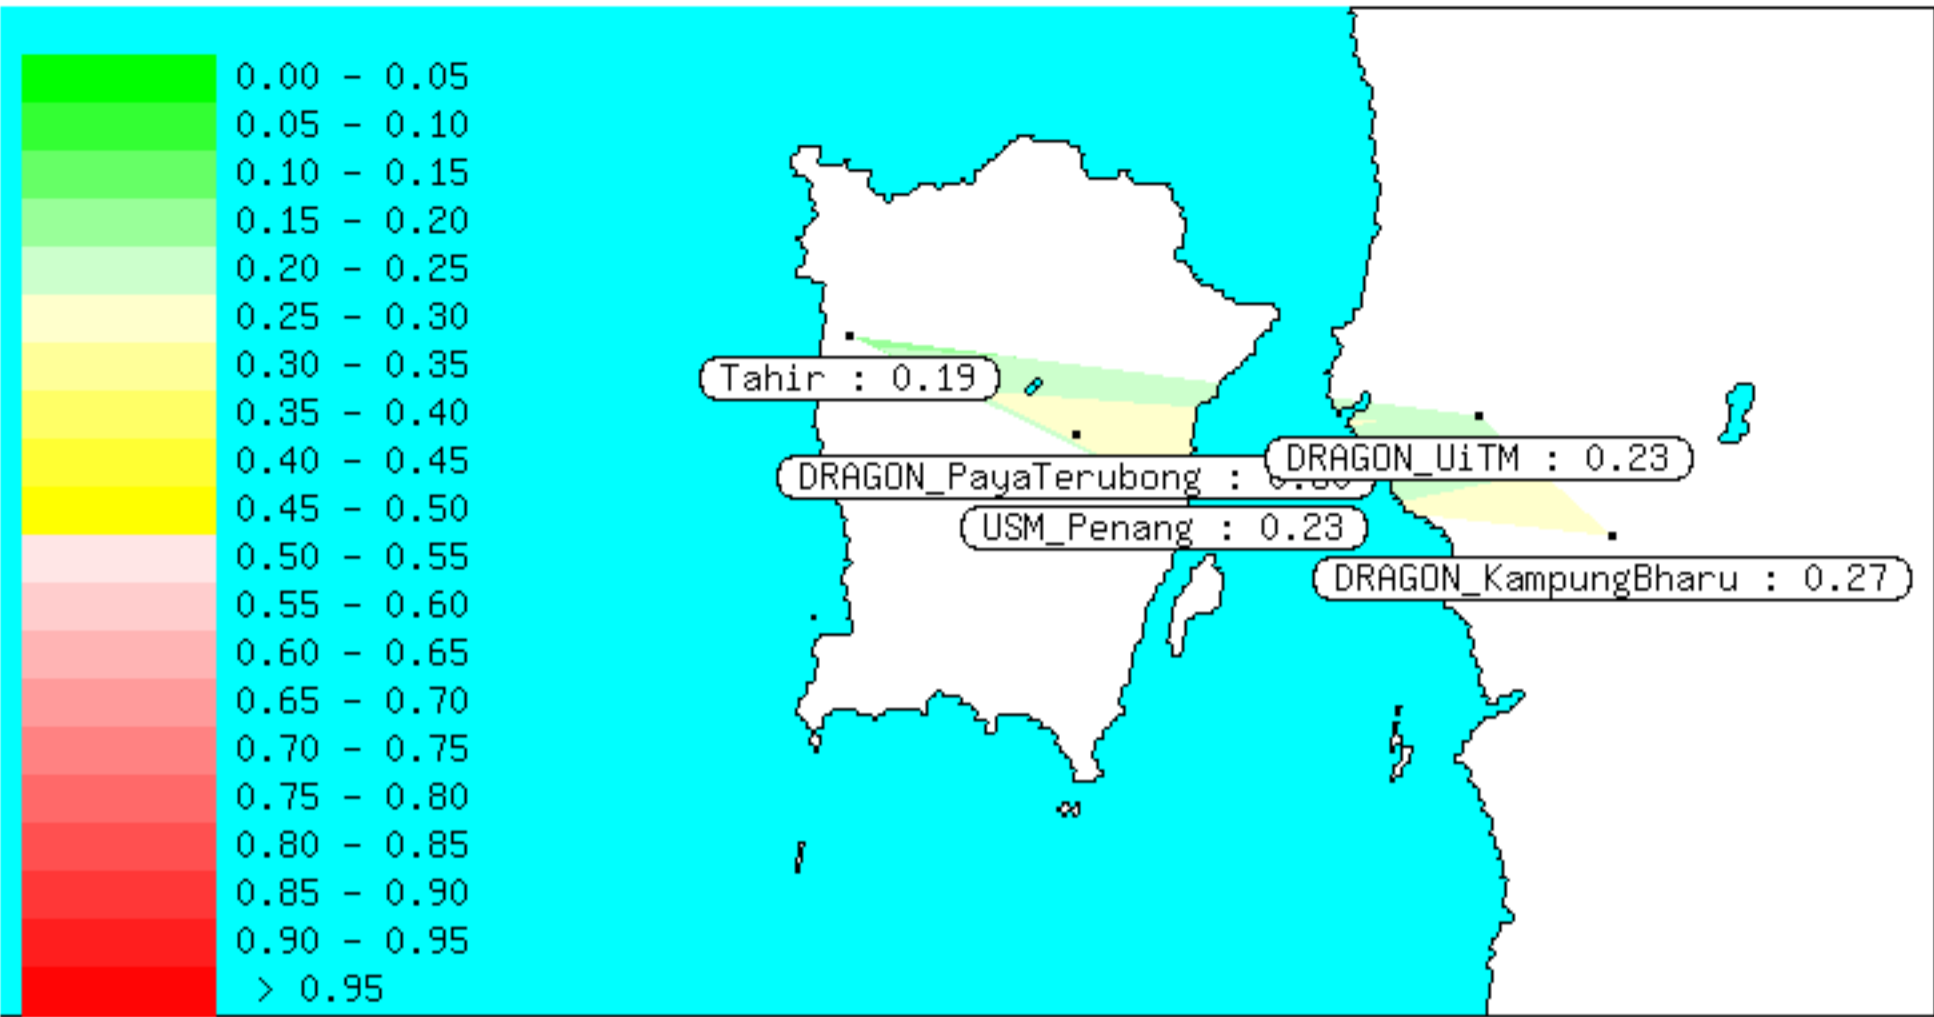 0.00 - 0.05
0.05 - 0.10
0.10 - 0.15
0.15 - 0.20
0.20 - 0.25
0.25 - 0.30
0.30 - 0.35
0.35 - 0.40
0.40 - 0.45
0.45 - 0.50
0.50 - 0.55
0.55 - 0.60
0.60 - 0.65
0.65 - 0.70
0.70 - 0.75
0.75 - 0.80
0.80 - 0.85
0.85 - 0.90
0.90 - 0.95
> 0.95
Tahir : 0.19
DRAGON_PayaTerubong :
DRAGON_UiTM : 0.23
USM_Penang : 0.23
DRAGON_KampungBharu : 0.27